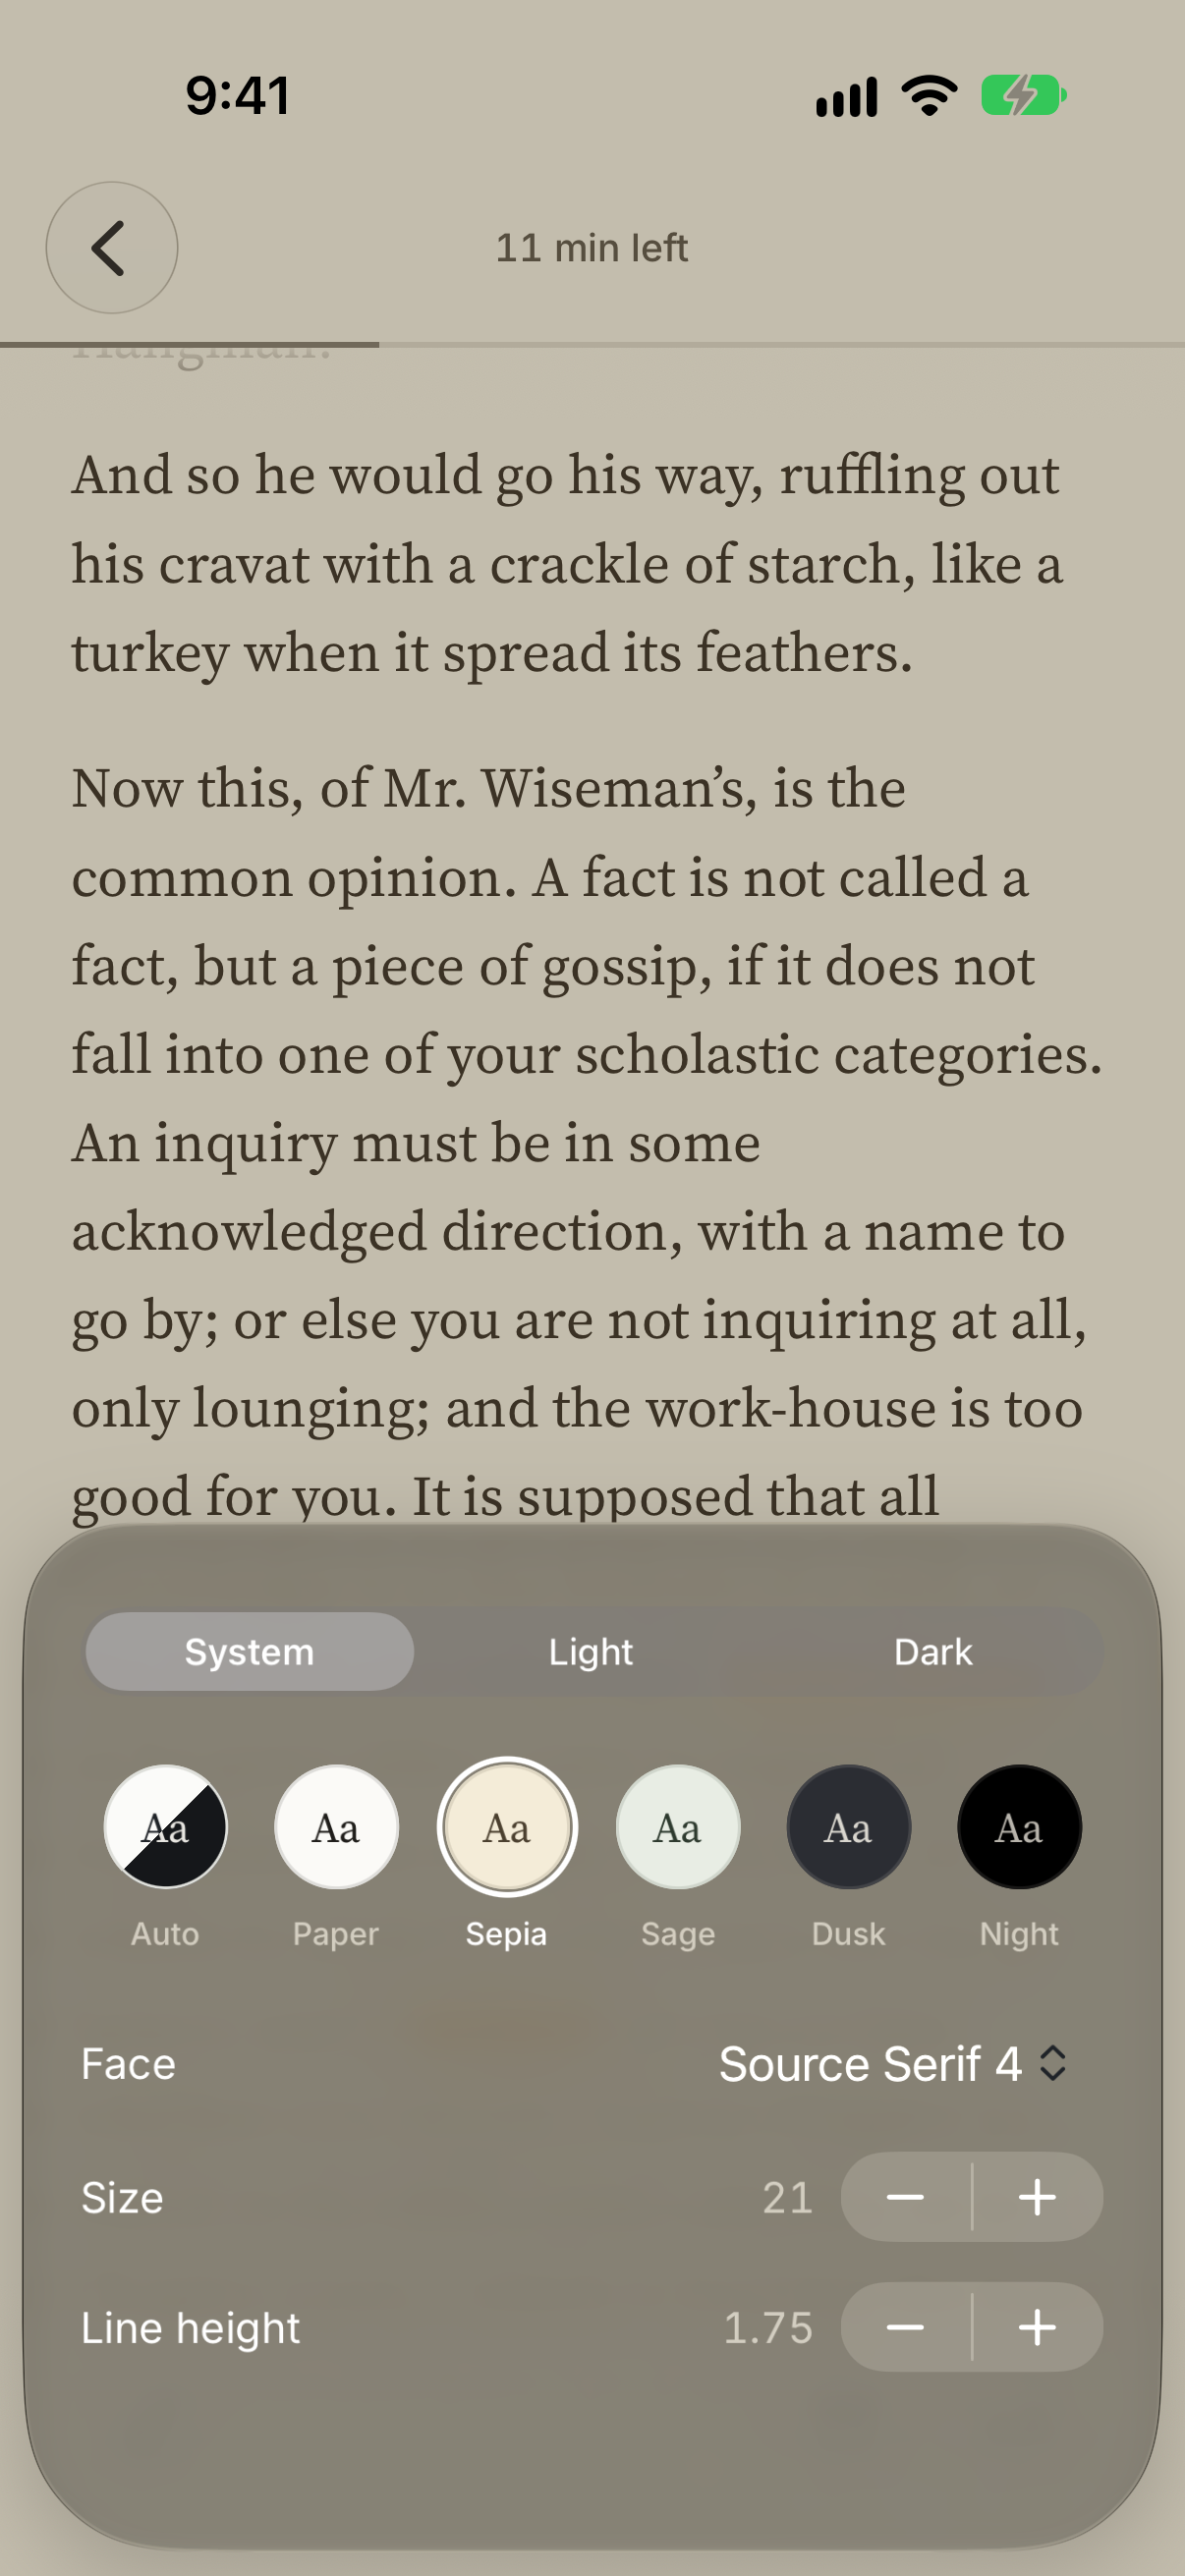 9:41
11 min left
Hangman.
And so he would go his way, ruffling out
his cravat with a crackle of starch, like a
turkey when it spread its feathers.
Now this, of Mr. Wiseman’s, is the
common opinion. A fact is not called a
fact, but a piece of gossip, if it does not
fall into one of your scholastic categories.
An inquiry must be in some
acknowledged direction, with a name to
go by; or else you are not inquiring at all,
only lounging; and the work-house is too
good for you. It is supposed that all
System Light Dark
Aa Aa Aa Aa Aa Aa
Auto Paper Sepia Sage Dusk Night
Face Source Serif 4
Size 21 − +
Line height 1.75 − +